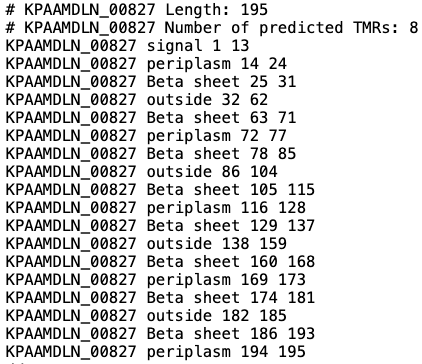 # KPAAMDLN_00827 Length: 195
# KPAAMDLN_00827 Number of predicted TMRs: 8
KPAAMDLN_00827 signal 1 13
KPAAMDLN_00827 periplasm 14 24
KPAAMDLN_00827 Beta sheet 25 31
KPAAMDLN_00827 outside 32 62
KPAAMDLN_00827 Beta sheet 63 71
KPAAMDLN_00827 periplasm 72 77
KPAAMDLN_00827 Beta sheet 78 85
KPAAMDLN_00827 outside 86 104
KPAAMDLN_00827 Beta sheet 105 115
KPAAMDLN_00827 periplasm 116 128
KPAAMDLN_00827 Beta sheet 129 137
KPAAMDLN_00827 outside 138 159
KPAAMDLN_00827 Beta sheet 160 168
KPAAMDLN_00827 periplasm 169 173
KPAAMDLN_00827 Beta sheet 174 181
KPAAMDLN_00827 outside 182 185
KPAAMDLN_00827 Beta sheet 186 193
KPAAMDLN_00827 periplasm 194 195